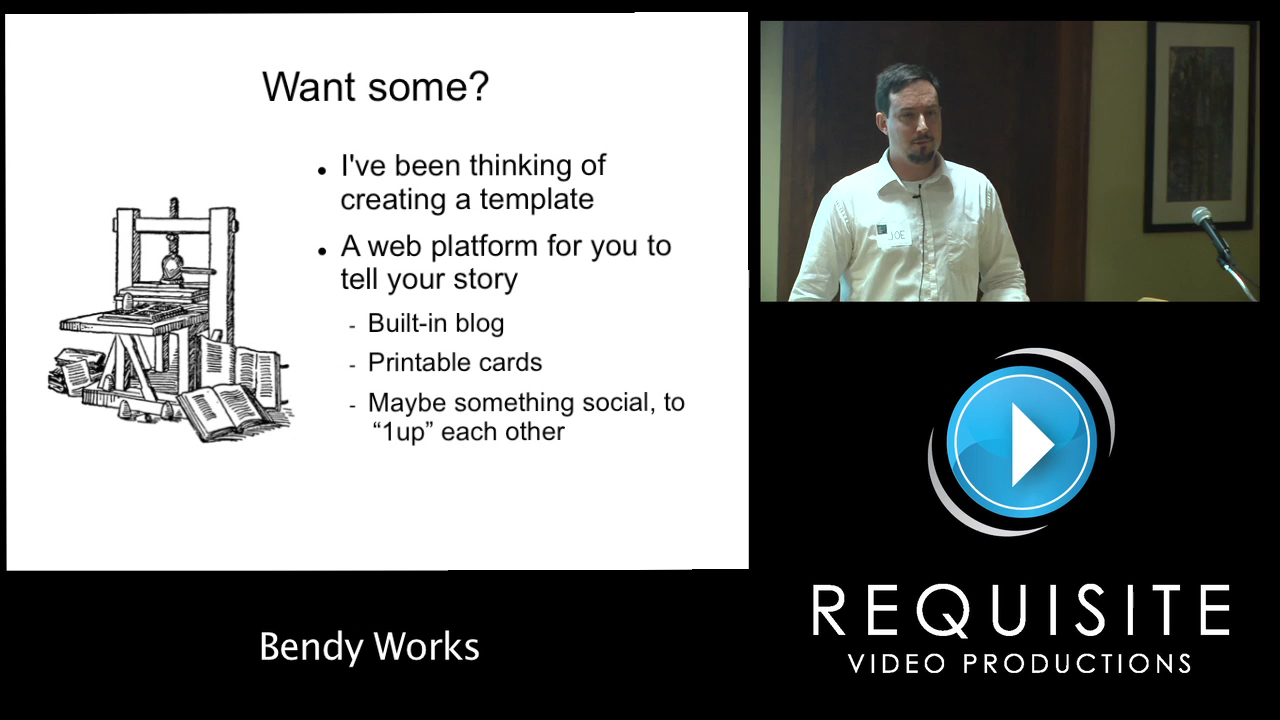 Want some?
• I've been thinking of
creating a template
• A web platform for you to
tell your story
- Built-in blog
- Printable cards
- Maybe something social, to
“1up” each other
JOE
Bendy Works
REQUISITE
VIDEO PRODUCTIONS